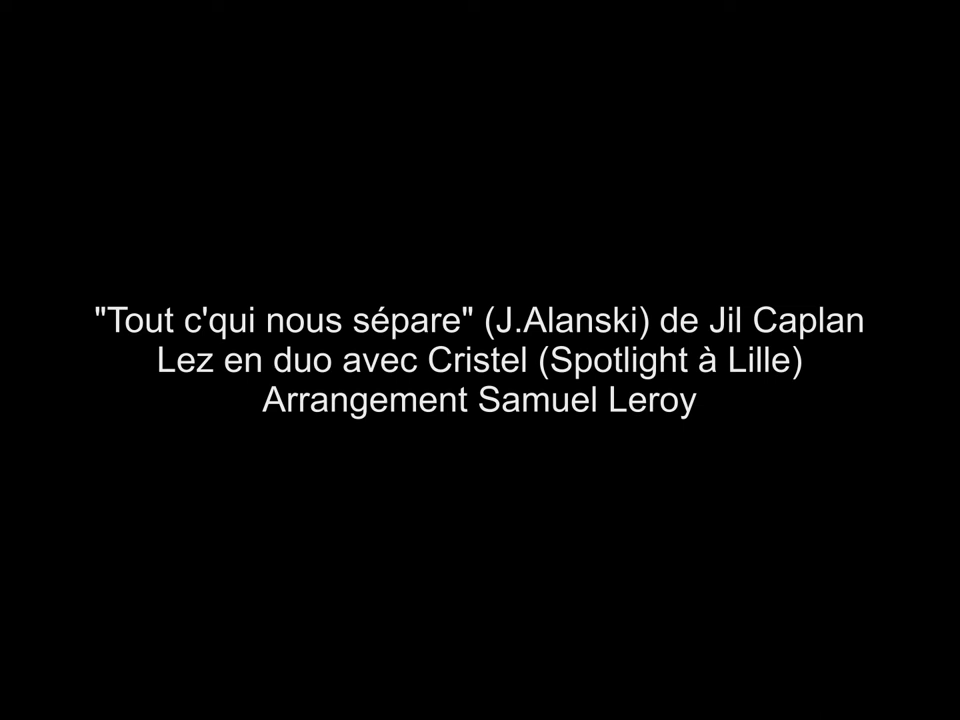 "Tout c'qui nous sépare" (J.Alanski) de Jil Caplan
Lez en duo avec Cristel (Spotlight à Lille)
Arrangement Samuel Leroy